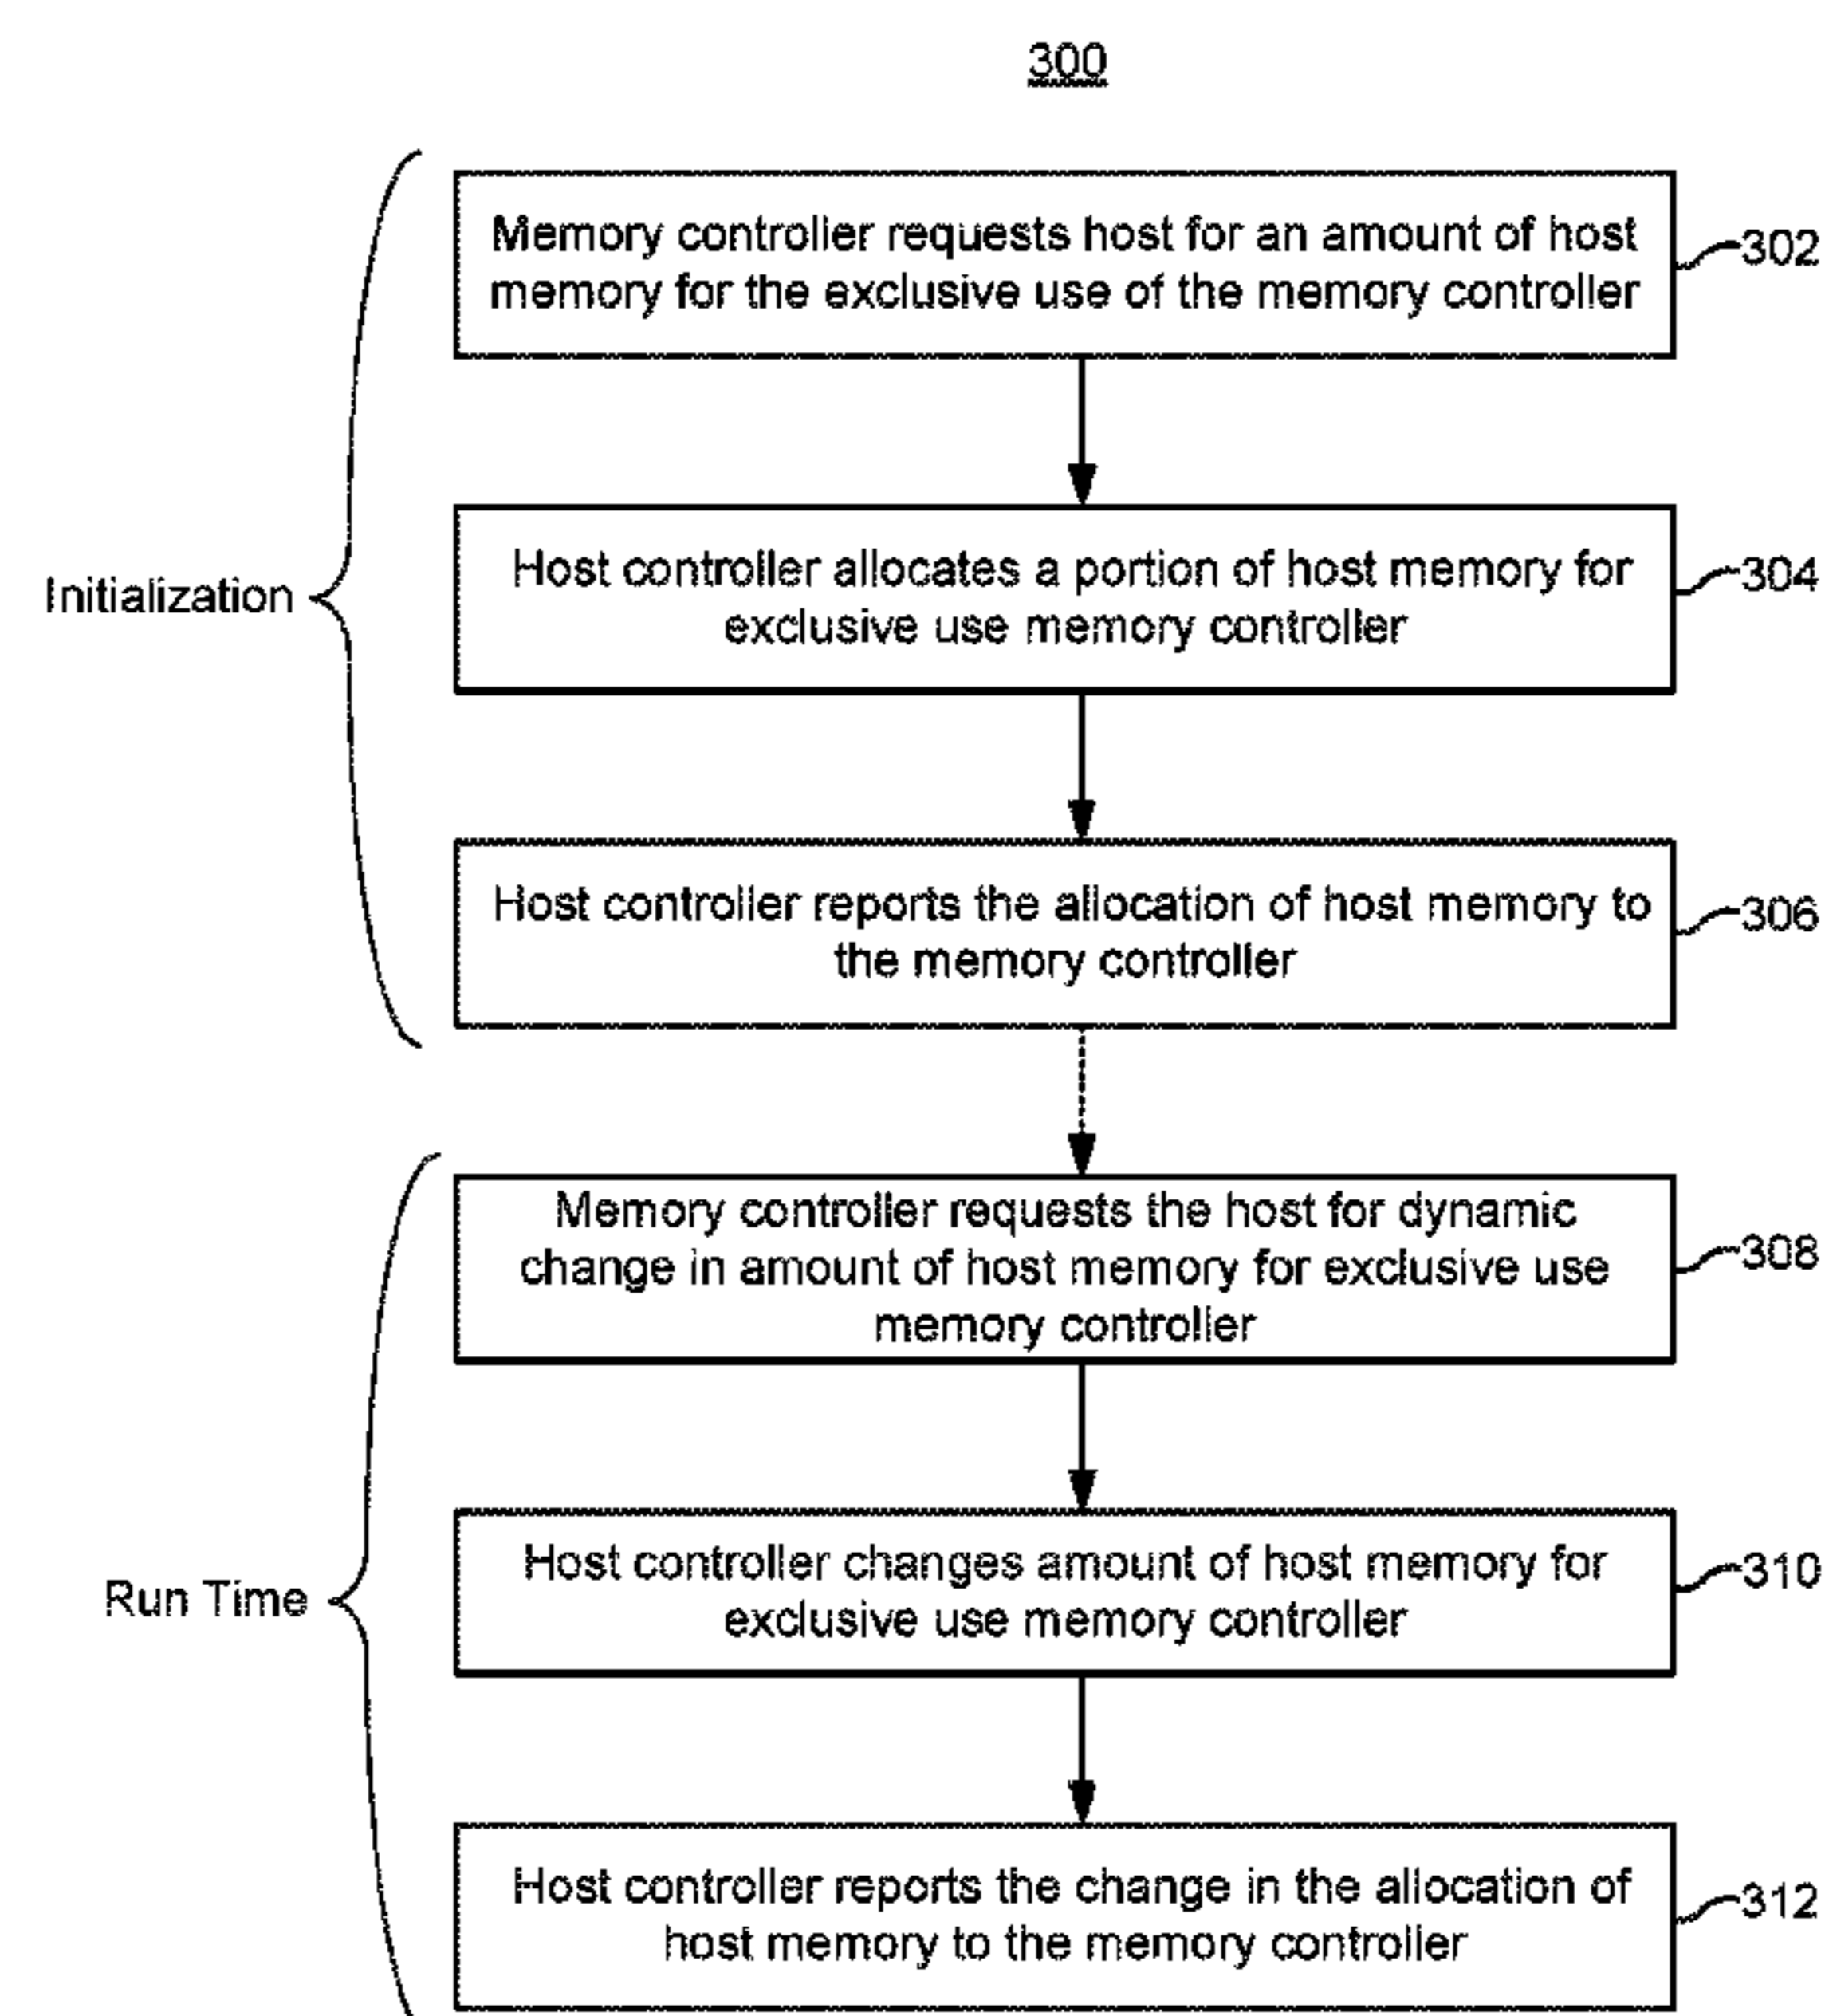 300
Memory controller requests host for an amount of host
memory for the exclusive use of the memory controller
302
Host controller allocates a portion of host memory for
exclusive use memory controller
304
Initialization
Host controller reports the allocation of host memory to
the memory controller
306
Memory controller requests the host for dynamic
change in amount of host memory for exclusive use
memory controller
308
Host controller changes amount of host memory for
exclusive use memory controller
310
Run Time
Host controller reports the change in the allocation of
host memory to the memory controller
312